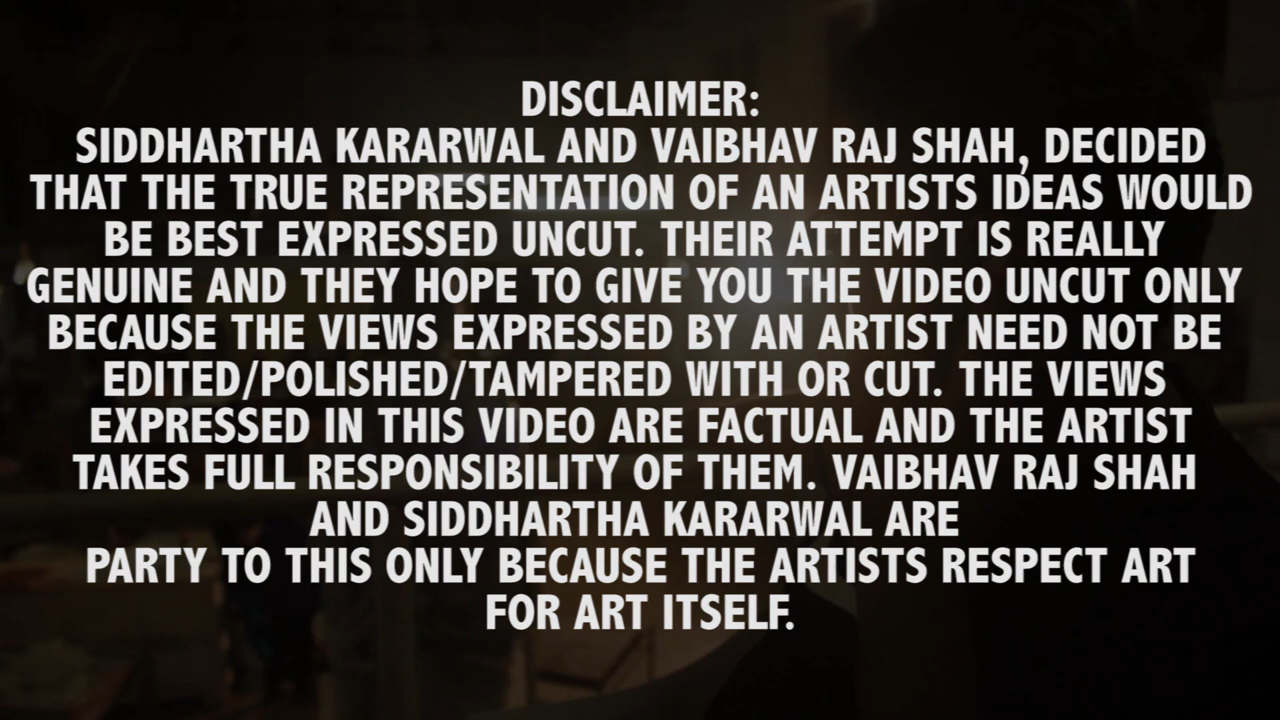 DISCLAIMER:
SIDDHARTHA KARARWAL AND VAIBHAV RAJ SHAH, DECIDED
THAT THE TRUE REPRESENTATION OF AN ARTISTS IDEAS WOULD
BE BEST EXPRESSED UNCUT. THEIR ATTEMPT IS REALLY
GENUINE AND THEY HOPE TO GIVE YOU THE VIDEO UNCUT ONLY
BECAUSE THE VIEWS EXPRESSED BY AN ARTIST NEED NOT BE
EDITED/POLISHED/TAMPERED WITH OR CUT. THE VIEWS
EXPRESSED IN THIS VIDEO ARE FACTUAL AND THE ARTIST
TAKES FULL RESPONSIBILITY OF THEM. VAIBHAV RAJ SHAH
AND SIDDHARTHA KARARWAL ARE
PARTY TO THIS ONLY BECAUSE THE ARTISTS RESPECT ART
FOR ART ITSELF.